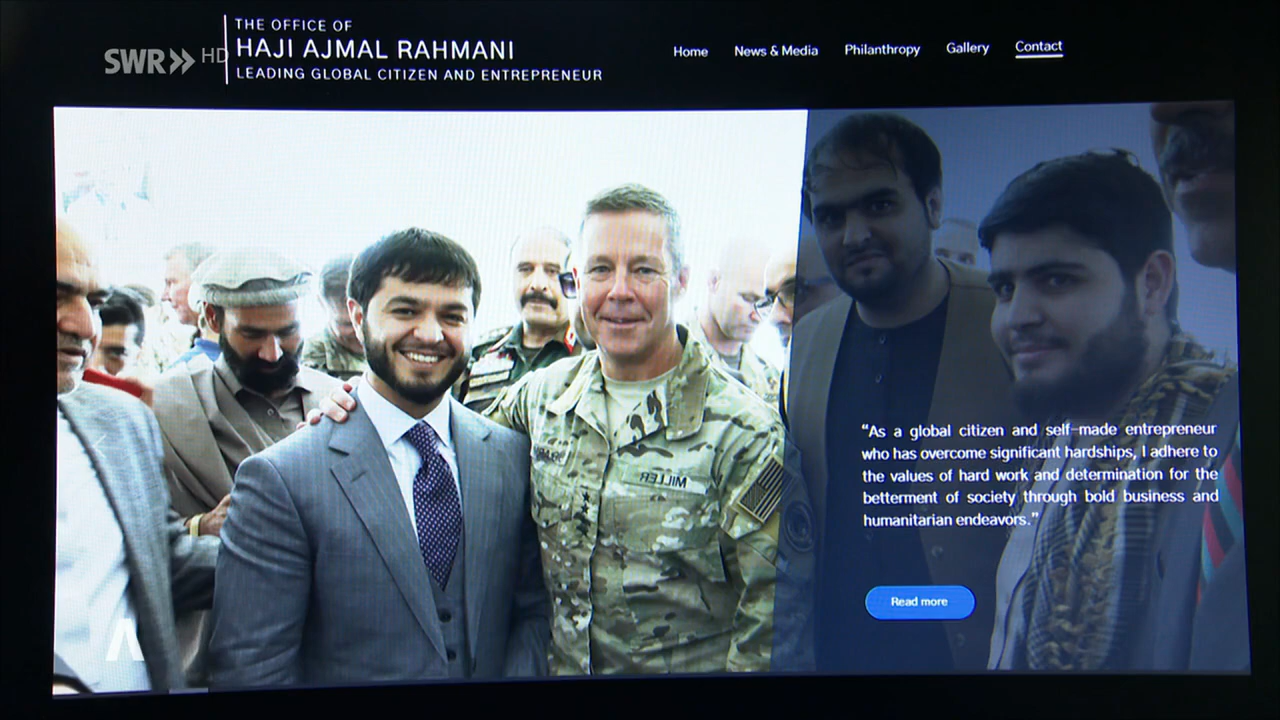 THE OFFICE OF
HAJI AJMAL RAHMANI
LEADING GLOBAL CITIZEN AND ENTREPRENEUR
SWR HD
Home
News & Media
Philanthropy
Gallery
Contact
MILLER
“As a global citizen and self-made entrepreneur
who has overcome significant hardships, I adhere to
the values of hard work and determination for the
betterment of society through bold business and
humanitarian endeavors.”
Read more